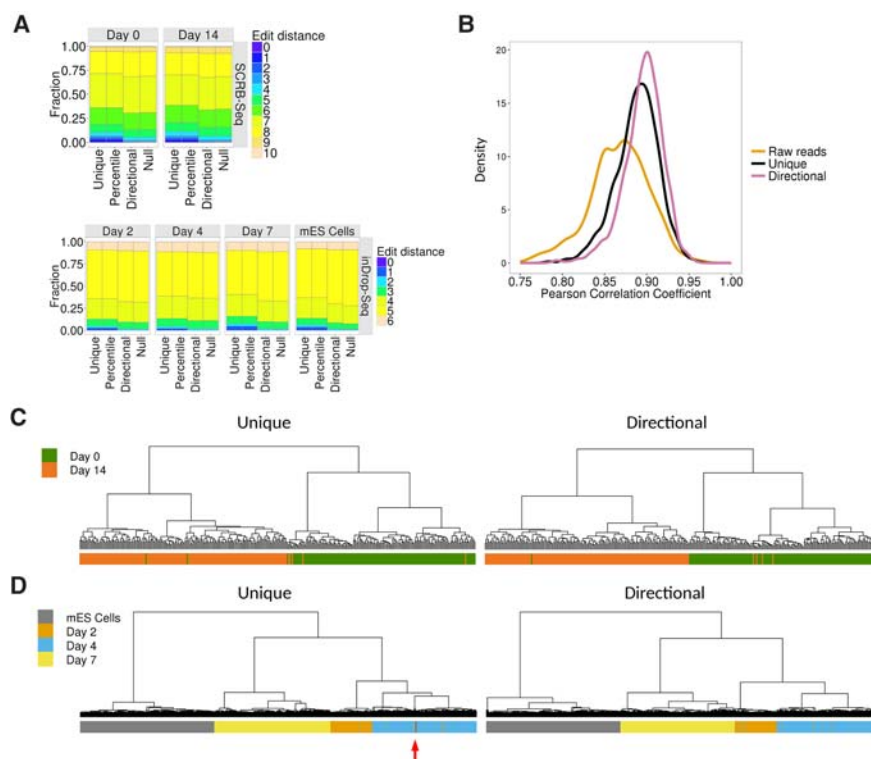 A
Day 0
Day 14
Edit distance
Fraction
1.00
0.75
0.50
0.25
0.00
Unique
Percentile
Directional
Null
Unique
Percentile
Directional
Null
SCRB-Seq
0
1
2
3
4
5
6
7
8
9
10
Day 2
Day 4
Day 7
mES Cells
Edit distance
Fraction
1.00
0.75
0.50
0.25
0.00
Unique
Percentile
Directional
Null
Unique
Percentile
Directional
Null
Unique
Percentile
Directional
Null
Unique
Percentile
Directional
Null
inDrop-Seq
0
1
2
3
4
5
6
B
Density
20
15
10
5
0
0.75
0.80
0.85
0.90
0.95
1.00
Pearson Correlation Coefficient
Raw reads
Unique
Directional
C
Unique
Directional
Day 0
Day 14
D
Unique
Directional
mES Cells
Day 2
Day 4
Day 7